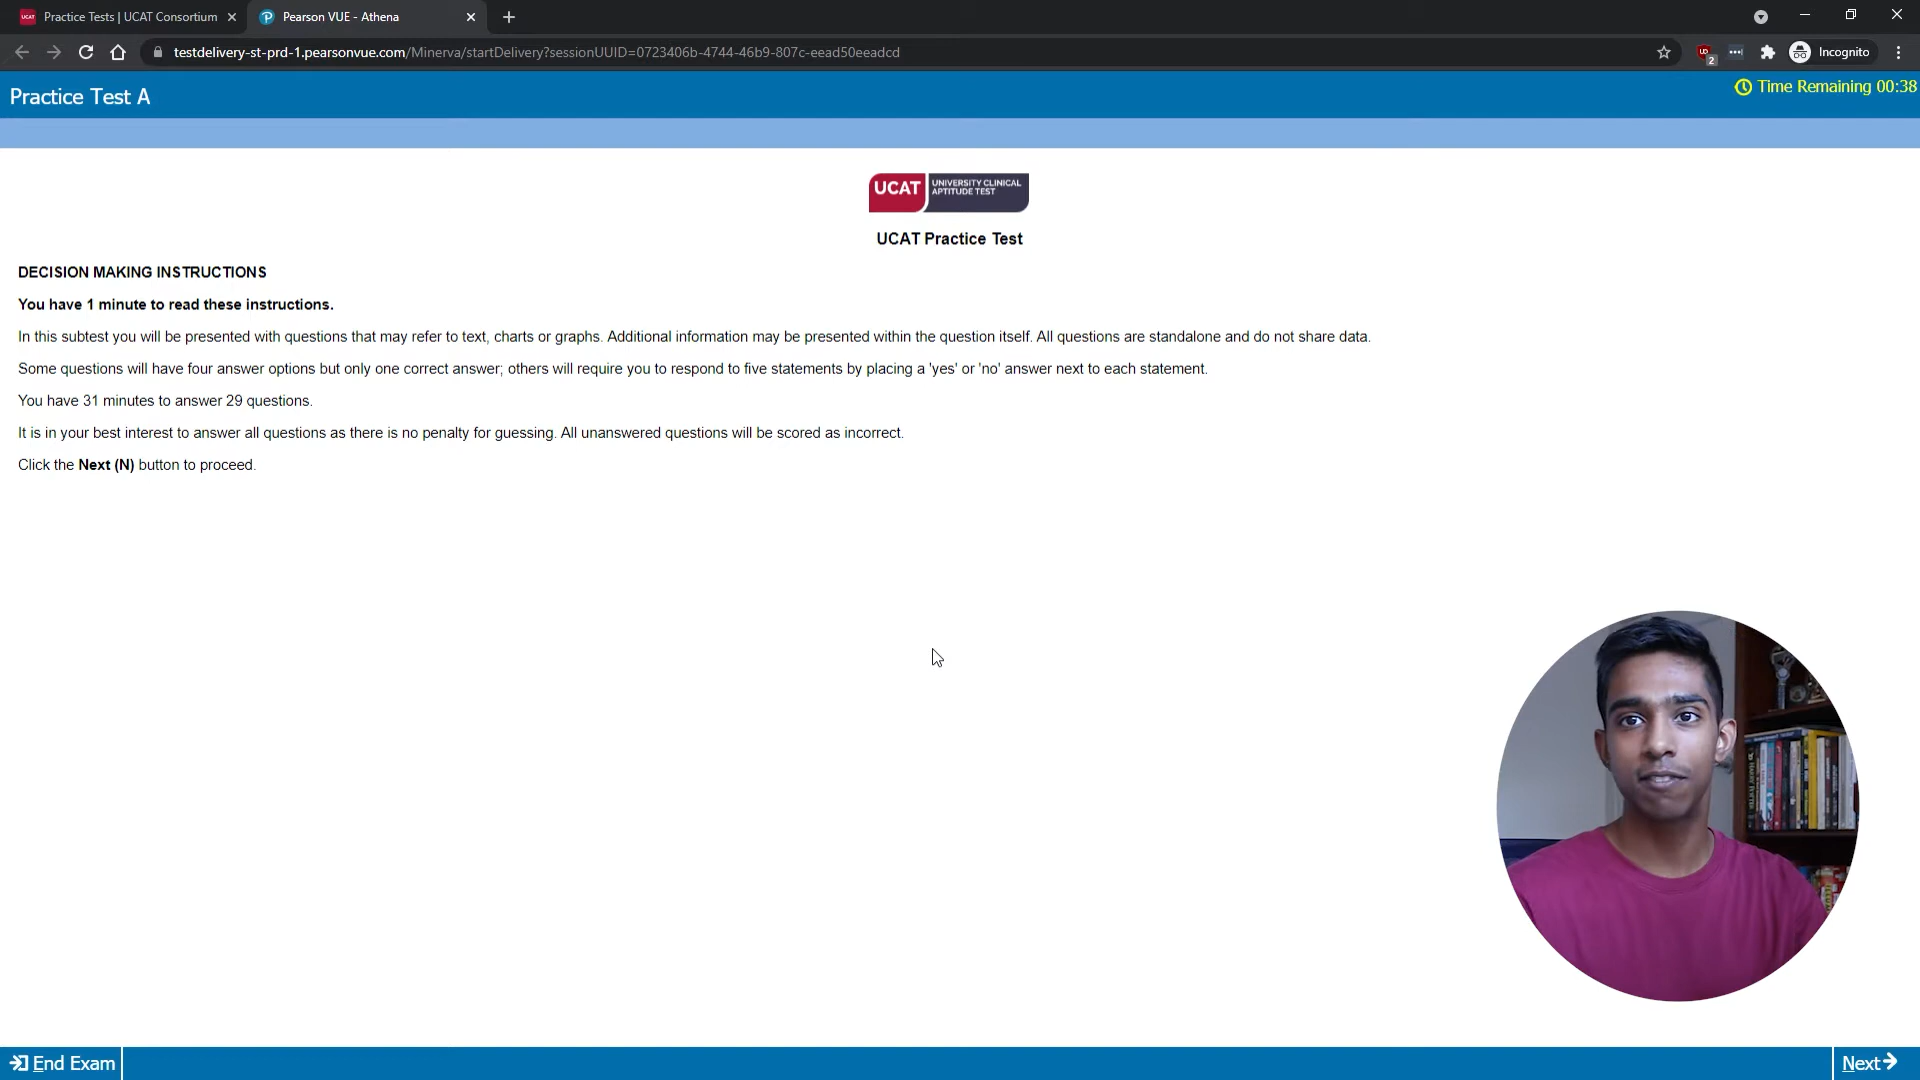 Practice Tests | UCAT Consortium
Pearson VUE - Athena
testdelivery-st-prd-1.pearsonvue.com/Minerva/startDelivery?sessionUUID=0723406b-4744-46b9-807c-eead50eeadcd
2
Incognito
Practice Test A
Time Remaining 00:38
UCAT UNIVERSITY CLINICAL
APTITUDE TEST
UCAT Practice Test
DECISION MAKING INSTRUCTIONS
You have 1 minute to read these instructions.
In this subtest you will be presented with questions that may refer to text, charts or graphs. Additional information may be presented within the question itself. All questions are standalone and do not share data.
Some questions will have four answer options but only one correct answer; others will require you to respond to five statements by placing a 'yes' or 'no' answer next to each statement.
You have 31 minutes to answer 29 questions.
It is in your best interest to answer all questions as there is no penalty for guessing. All unanswered questions will be scored as incorrect.
Click the Next (N) button to proceed.
HARRY POTTER
End Exam
Next